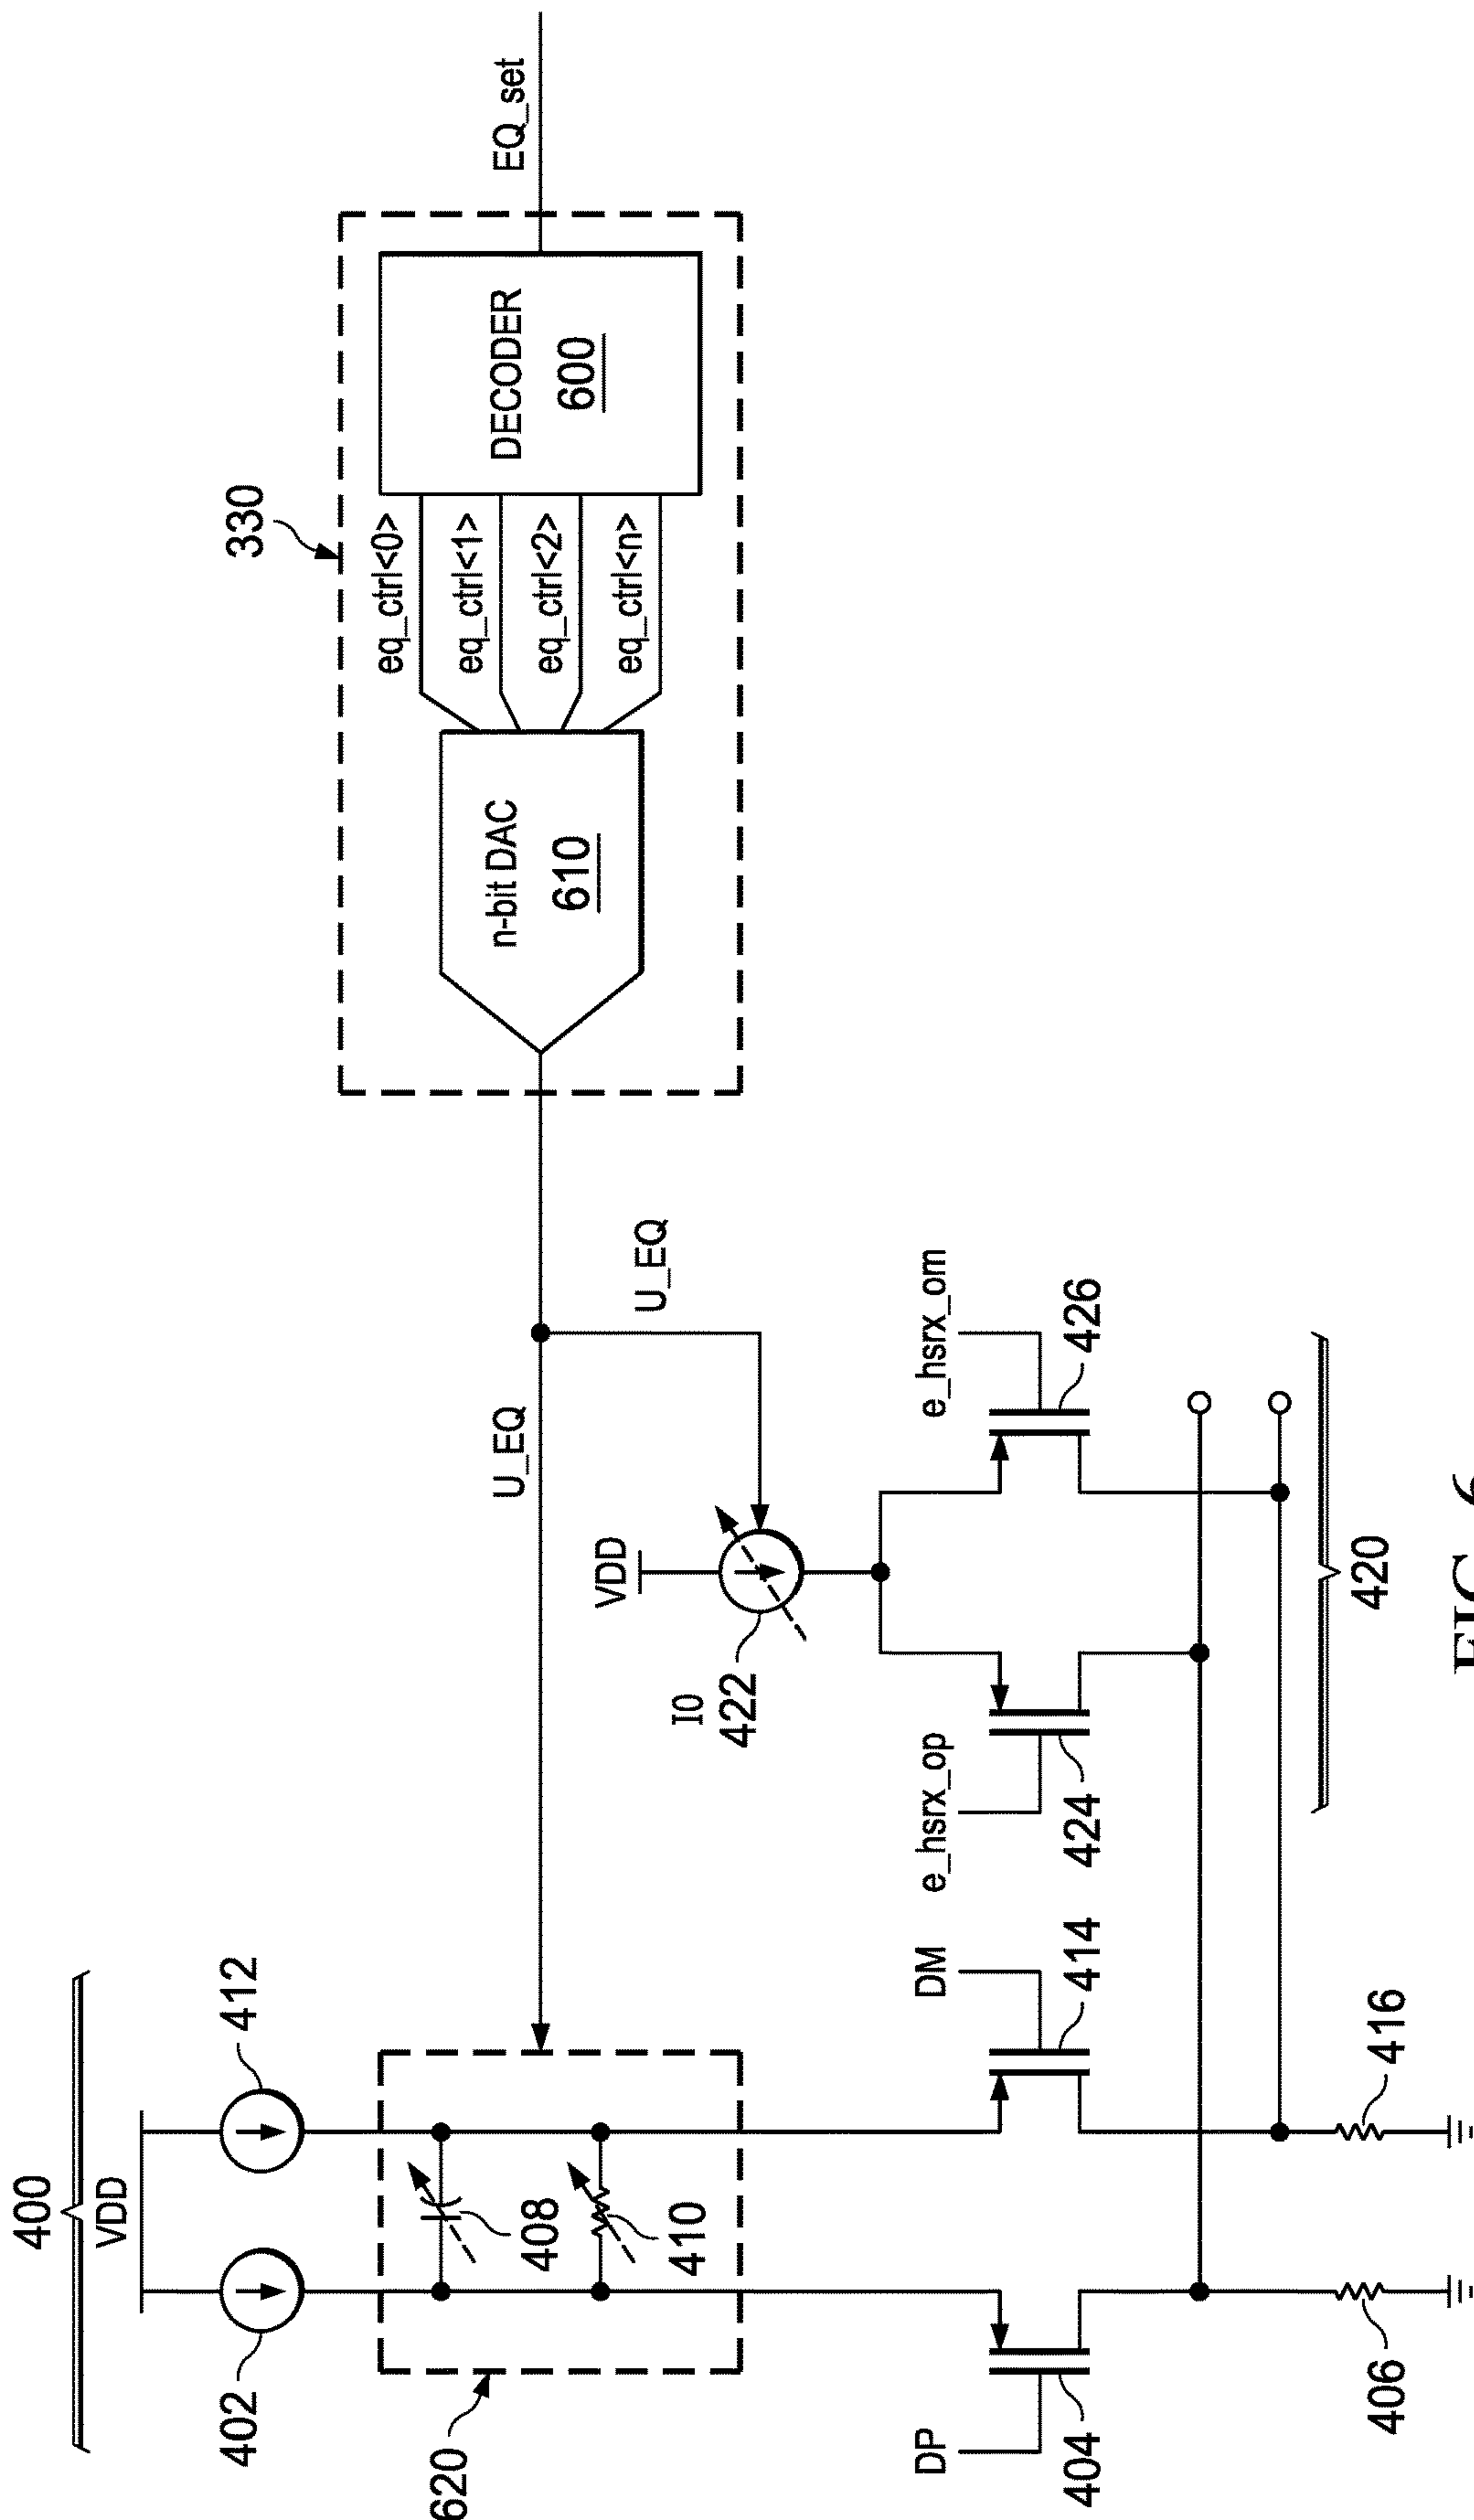 400
VDD
402
412
620
408
410
U_EQ
U_EQ
330
n-bit DAC
610
eq_ctrl<0>
eq_ctrl<1>
eq_ctrl<2>
eq_ctrl<n>
DECODER
600
EQ_set
VDD
I0
422
DP
404
DM
414
e_hsrx_op
424
e_hsrx_om
426
406
416
420